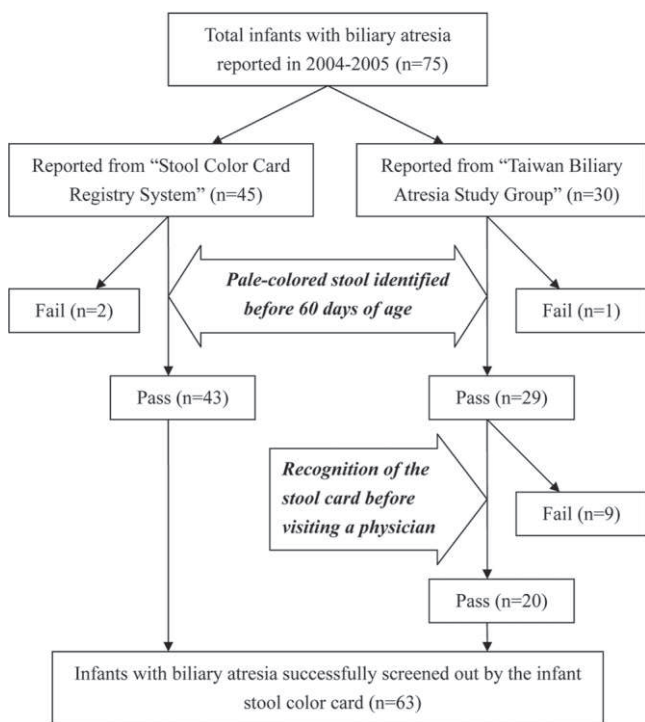 Total infants with biliary atresia
reported in 2004-2005 (n=75)
Reported from “Stool Color Card
Registry System” (n=45)
Reported from “Taiwan Biliary
Atresia Study Group” (n=30)
Pale-colored stool identified
before 60 days of age
Fail (n=2)
Fail (n=1)
Pass (n=43)
Pass (n=29)
Recognition of the
stool card before
visiting a physician
Fail (n=9)
Pass (n=20)
Infants with biliary atresia successfully screened out by the infant
stool color card (n=63)